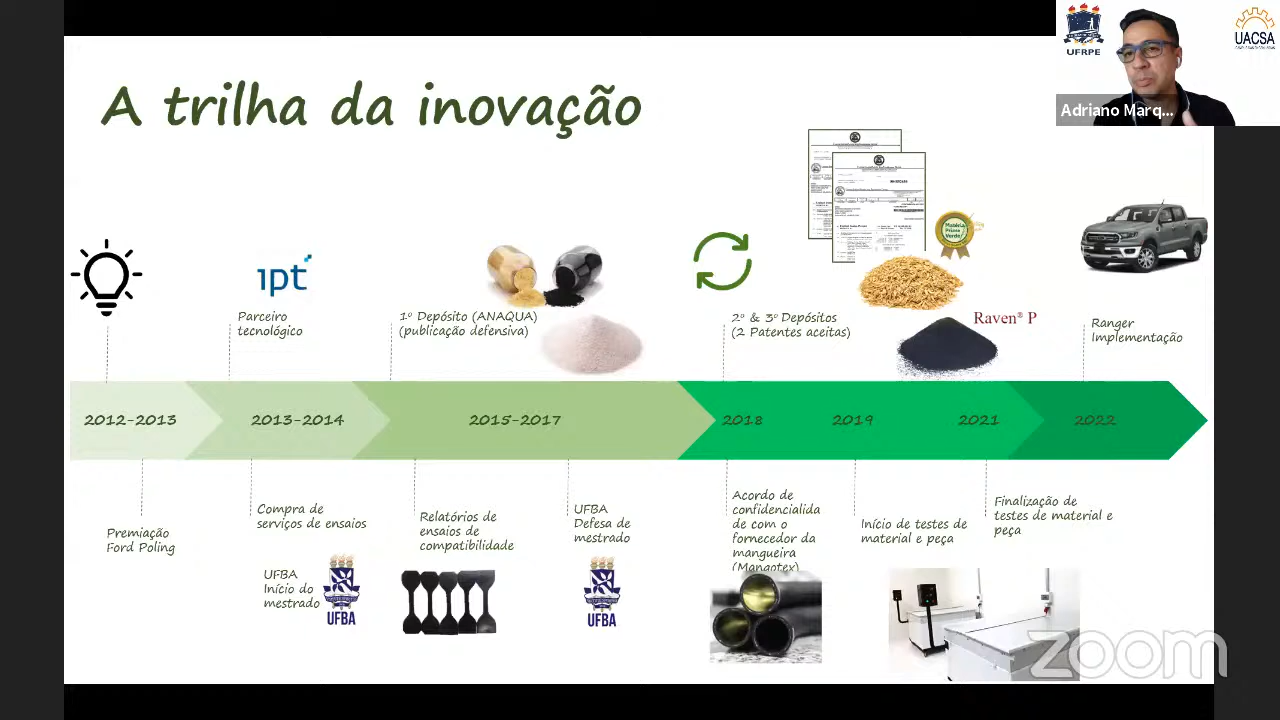 A trilha da inovação
UFRPE
UACSA
Adriano Marq...
ipt
Parceiro
tecnológico
1º Depósito (ANAQUA)
(publicação defensiva)
2º & 3º Depósitos
(2 Patentes aceitas)
Matéria
Prima
Verde!
Raven® P
Ranger
Implementação
2012-2013
2013-2014
2015-2017
2018
2019
2021
2022
Premiação
Ford Poling
Compra de
serviços de ensaios
UFBA
Início do
mestrado
UFBA
Relatórios de
ensaios de
compatibilidade
UFBA
Defesa de
mestrado
UFBA
Acordo de
confidencialida
de com o
fornecedor da
mangueira
(Mangotex)
Início de testes de
material e peça
Finalização de
testes de material e
peça
zoom